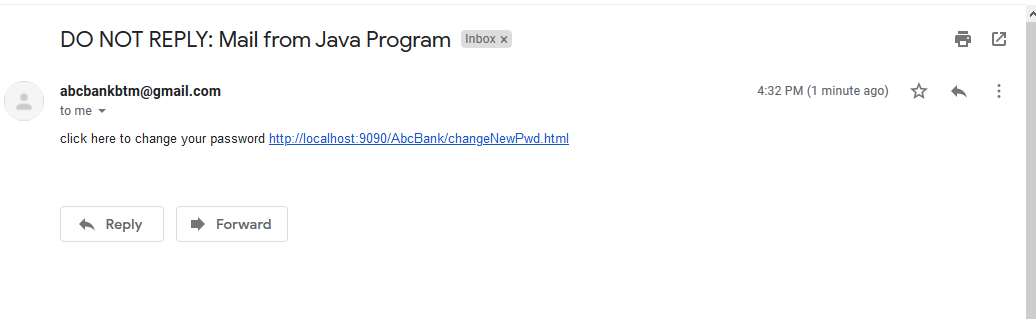 DO NOT REPLY: Mail from Java Program Inbox ×
abcbankbtm@gmail.com 4:32 PM (1 minute ago)
to me
click here to change your password http://localhost:9090/AbcBank/changeNewPwd.html
Reply Forward